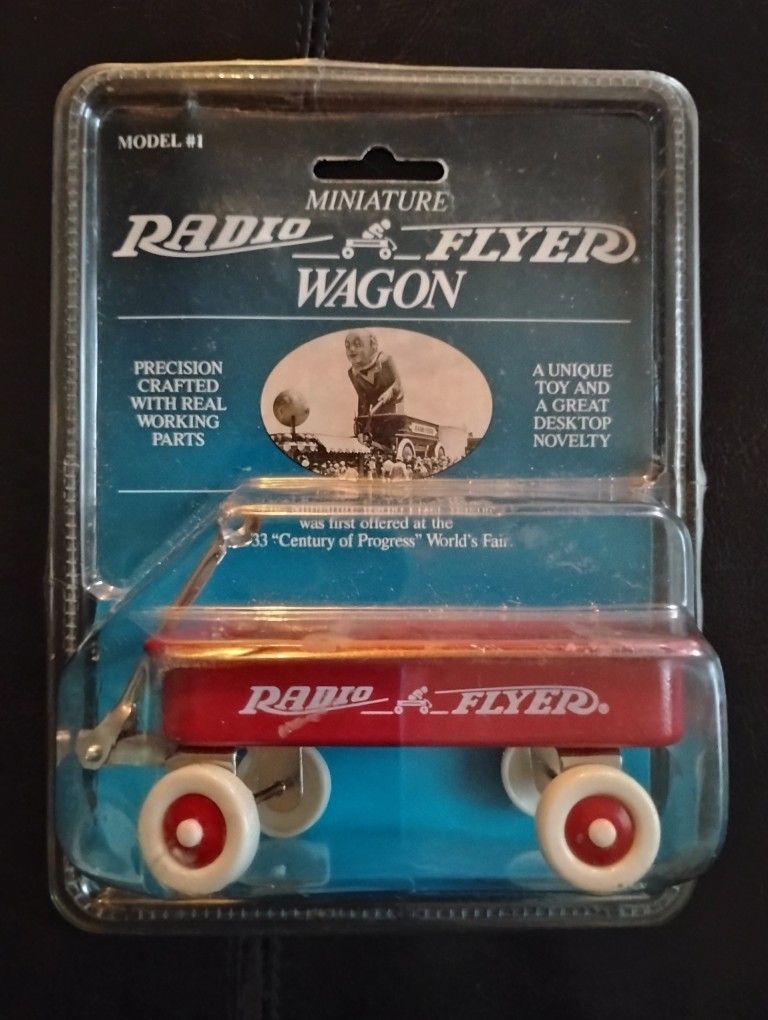 MODEL #1
MINIATURE
RADIO FLYER®
WAGON
PRECISION
CRAFTED
WITH REAL
WORKING
PARTS
A UNIQUE
TOY AND
A GREAT
DESKTOP
NOVELTY
was first offered at the
33 "Century of Progress" World's Fair.
RADIO FLYER®